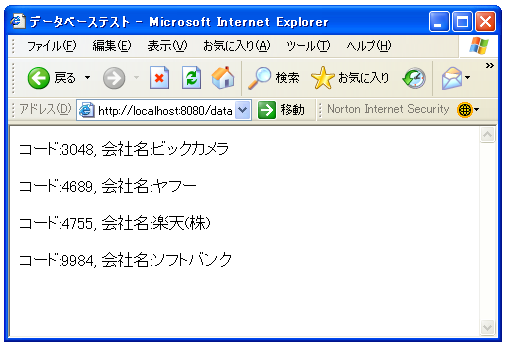 データベーステスト - Microsoft Internet Explorer
ファイル(F) 編集(E) 表示(V) お気に入り(A) ツール(T) ヘルプ(H)
戻る 検索 お気に入り »
アドレス(D) http://localhost:8080/data 移動 Norton Internet Security
コード:3048, 会社名:ビックカメラ
コード:4689, 会社名:ヤフー
コード:4755, 会社名:楽天(株)
コード:9984, 会社名:ソフトバンク